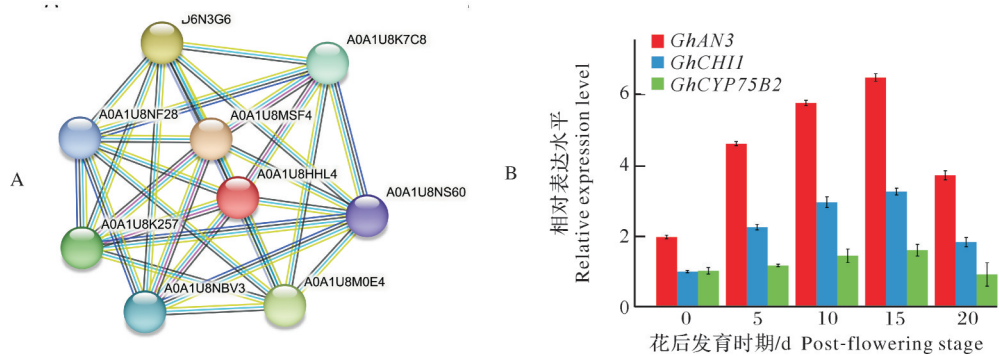 D6N3G6
A0A1U8K7C8
A0A1U8NF28
A0A1U8MSF4
A0A1U8HHL4
A
A0A1U8NS60
A0A1U8K257
A0A1U8M0E4
A0A1U8NBV3
B
GhAN3
GhCHI1
GhCYP75B2
相对表达水平
Relative expression level
6
4
2
0
0 5 10 15 20
花后发育时期/d Post-flowering stage